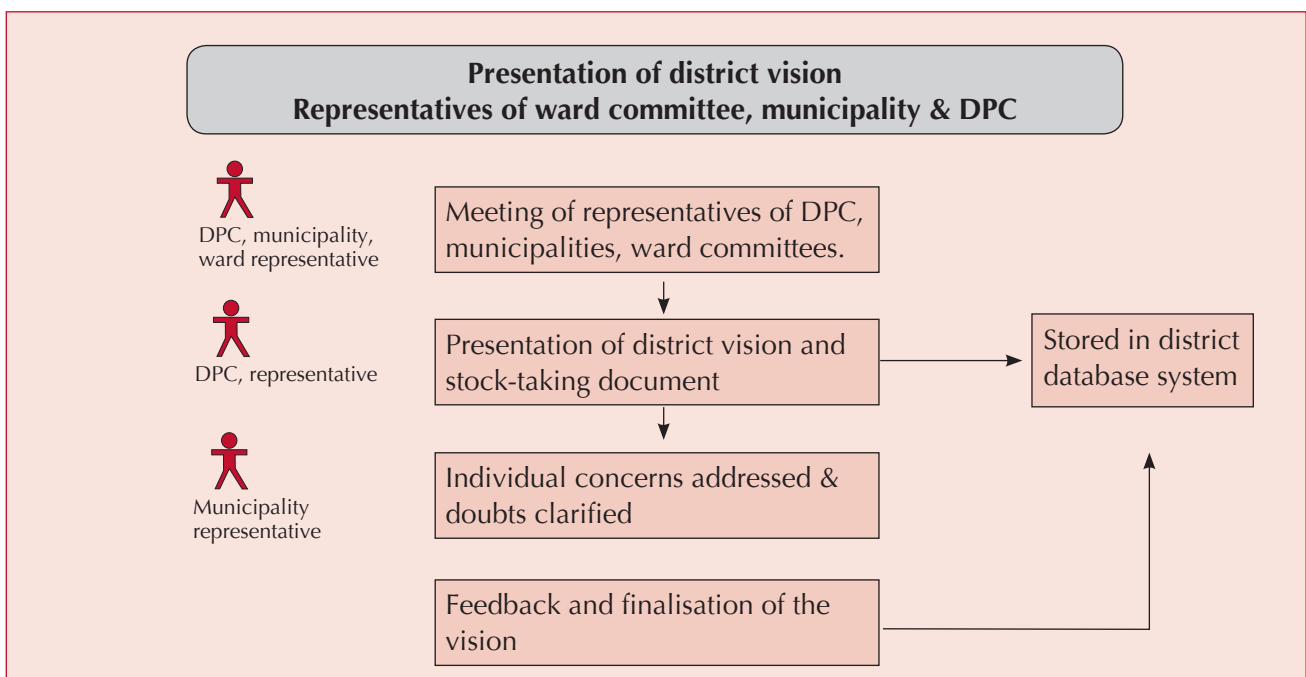 Presentation of district vision
Representatives of ward committee, municipality & DPC
DPC, municipality,
ward representative
Meeting of representatives of DPC,
municipalities, ward committees.
DPC, representative
Presentation of district vision and
stock-taking document
Stored in district
database system
Municipality
representative
Individual concerns addressed &
doubts clarified
Feedback and finalisation of the
vision